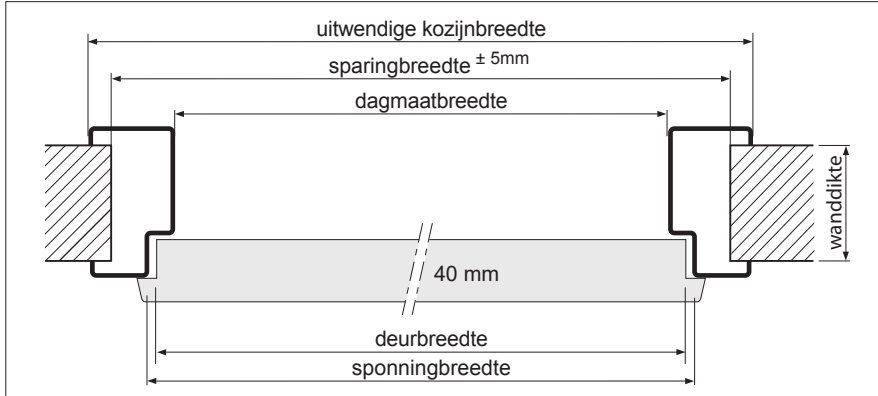 uitwendige kozijnbreedte
sparingbreedte ± 5mm
dagmaatbreedte
wanddikte
40 mm
deurbreedte
sponningbreedte